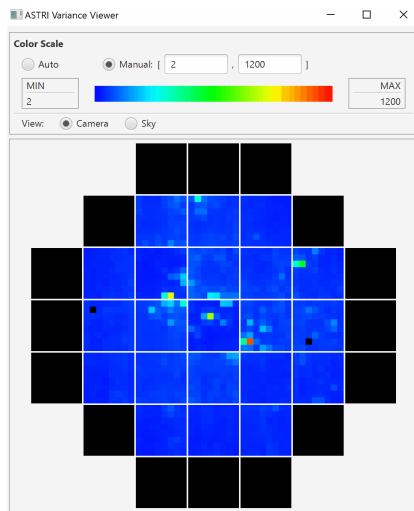 ASTRI Variance Viewer
Color Scale
Auto Manual: [ 2 , 1200 ]
MIN MAX
2 1200
View: Camera Sky